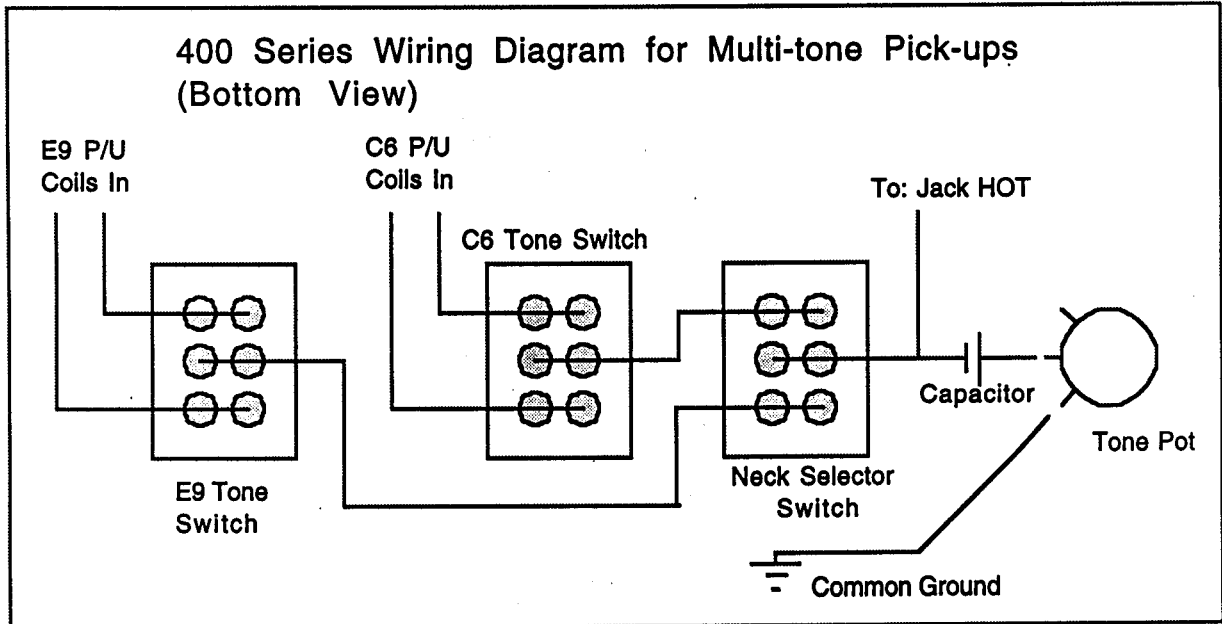 400 Series Wiring Diagram for Multi-tone Pick-ups
(Bottom View)
E9 P/U
Coils In
C6 P/U
Coils In
To: Jack HOT
C6 Tone Switch
Capacitor
Tone Pot
E9 Tone
Switch
Neck Selector
Switch
Common Ground